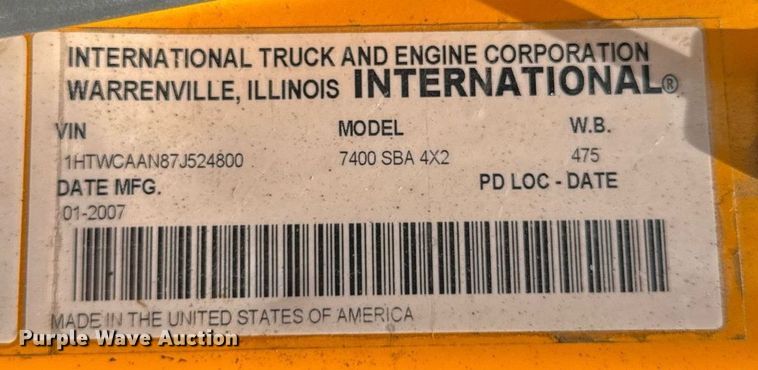 INTERNATIONAL TRUCK AND ENGINE CORPORATION
WARRENVILLE, ILLINOIS INTERNATIONAL®
VIN MODEL W.B.
1HTWCAAN87J524800 7400 SBA 4X2 475
DATE MFG. PD LOC - DATE
01-2007
MADE IN THE UNITED STATES OF AMERICA
Purple Wave Auction